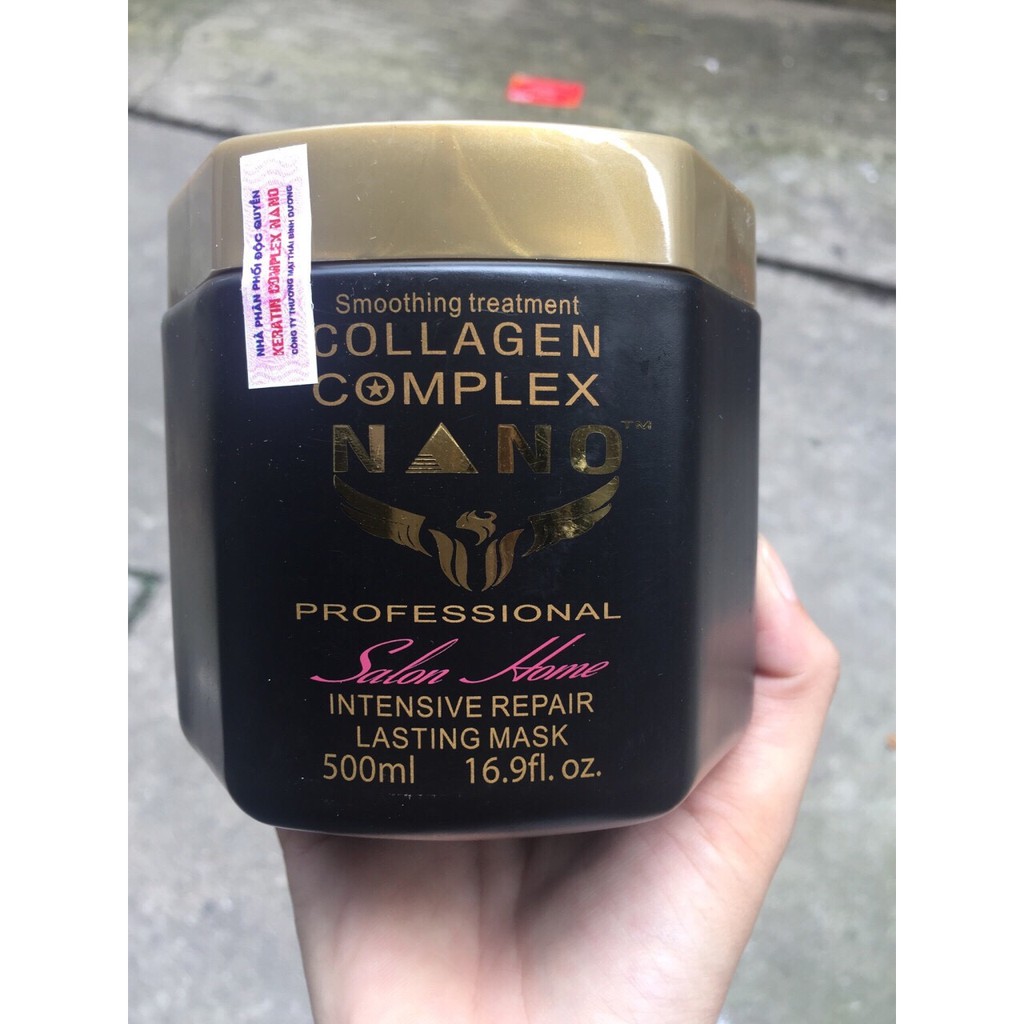 NHÀ PHÂN PHỐI ĐỘC QUYỀN
KERATIN COMPLEX NANO
CÔNG TY THƯƠNG MẠI THÁI BÌNH DƯƠNG
Smoothing treatment
COLLAGEN
COMPLEX
NANO™
PROFESSIONAL
Salon Home
INTENSIVE REPAIR
LASTING MASK
500ml 16.9fl. oz.